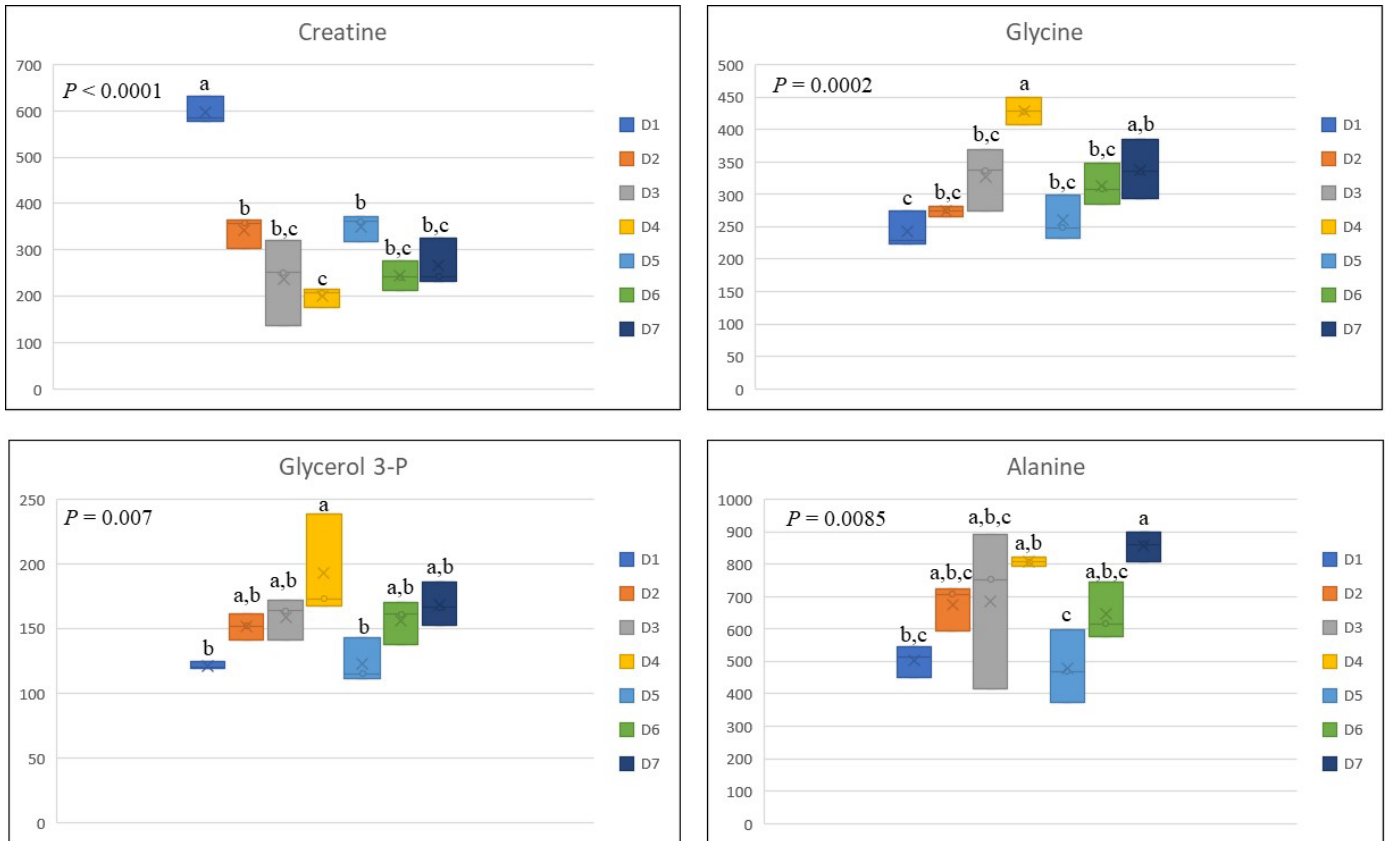 Creatine
P < 0.0001
700
600
500
400
300
200
100
0
a
b
b,c
c
b
b,c
b,c
D1
D2
D3
D4
D5
D6
D7
Glycine
P = 0.0002
500
450
400
350
300
250
200
150
100
50
0
c
b,c
b,c
a
b,c
b,c
a,b
D1
D2
D3
D4
D5
D6
D7
Glycerol 3-P
P = 0.007
250
200
150
100
50
0
b
a,b
a,b
a
b
a,b
a,b
D1
D2
D3
D4
D5
D6
D7
Alanine
P = 0.0085
1000
900
800
700
600
500
400
300
200
100
0
b,c
a,b,c
a,b,c
a,b
c
a,b,c
a
D1
D2
D3
D4
D5
D6
D7